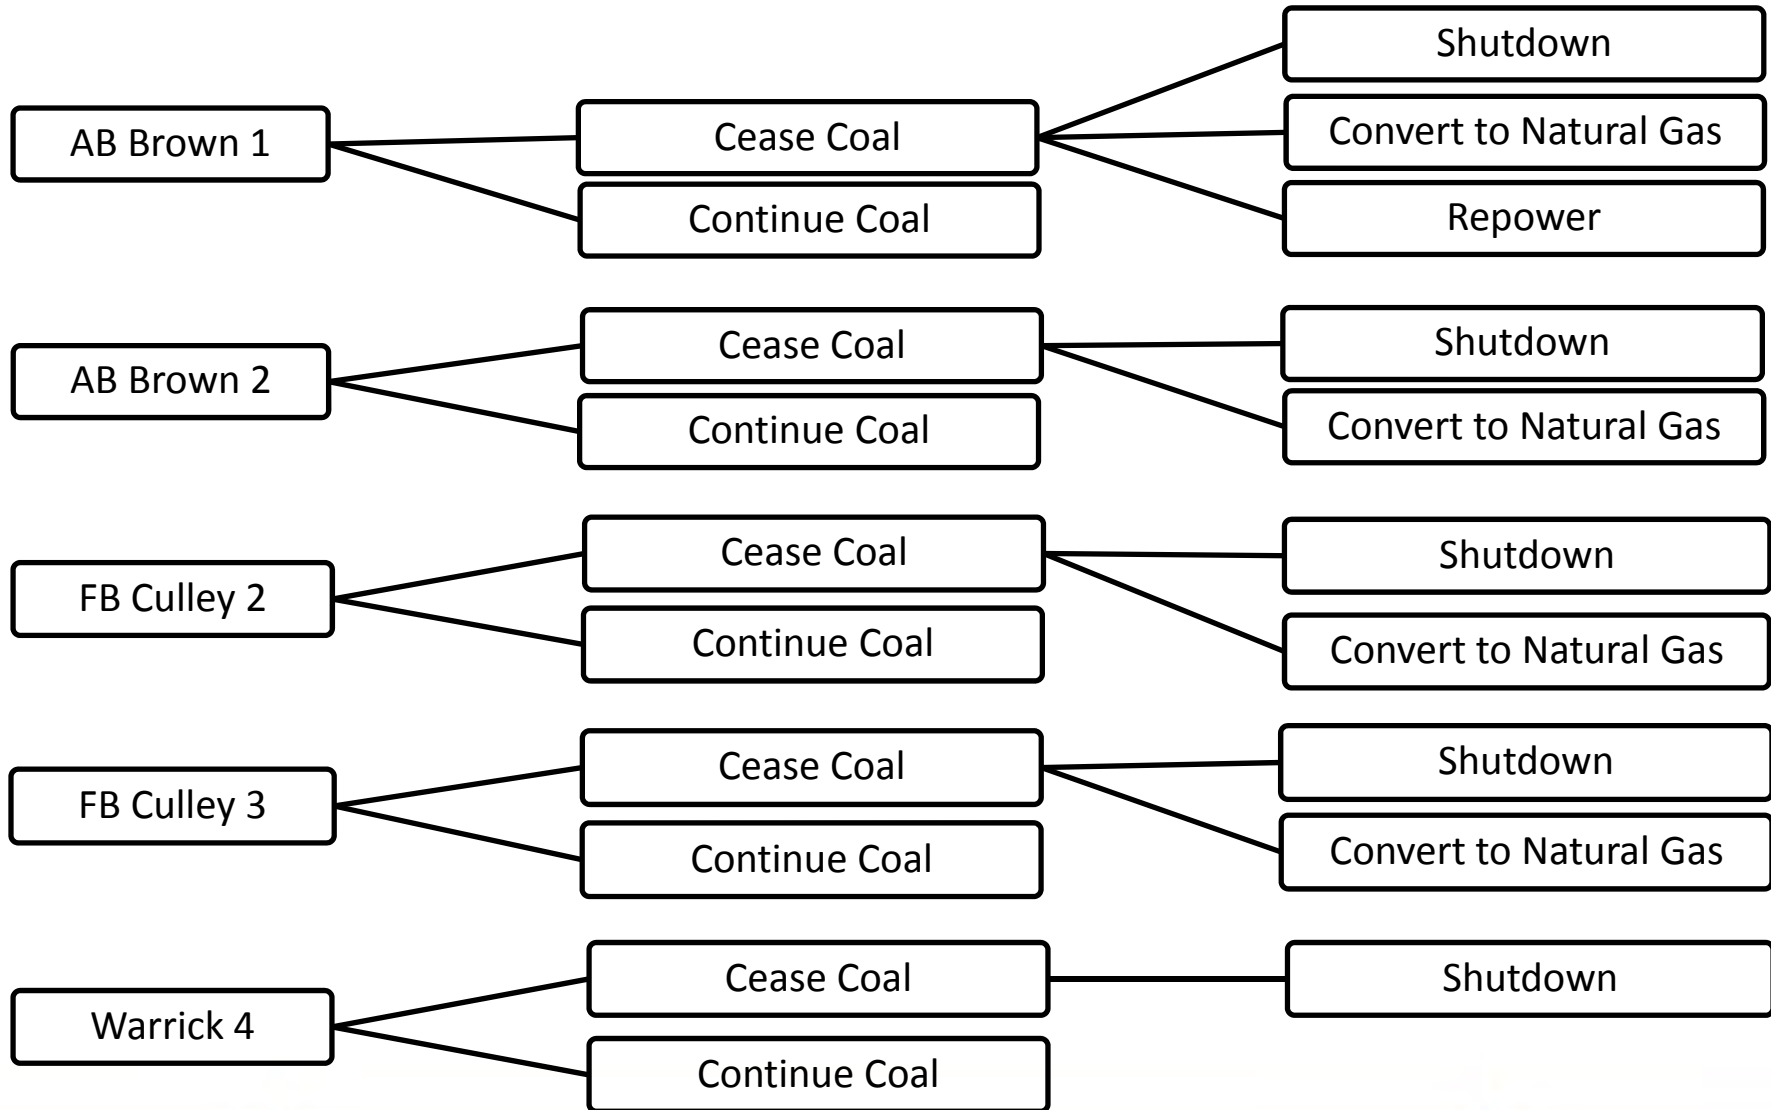 AB Brown 1
Cease Coal
Continue Coal
Shutdown
Convert to Natural Gas
Repower
AB Brown 2
Cease Coal
Continue Coal
Shutdown
Convert to Natural Gas
FB Culley 2
Cease Coal
Continue Coal
Shutdown
Convert to Natural Gas
FB Culley 3
Cease Coal
Continue Coal
Shutdown
Convert to Natural Gas
Warrick 4
Cease Coal
Continue Coal
Shutdown